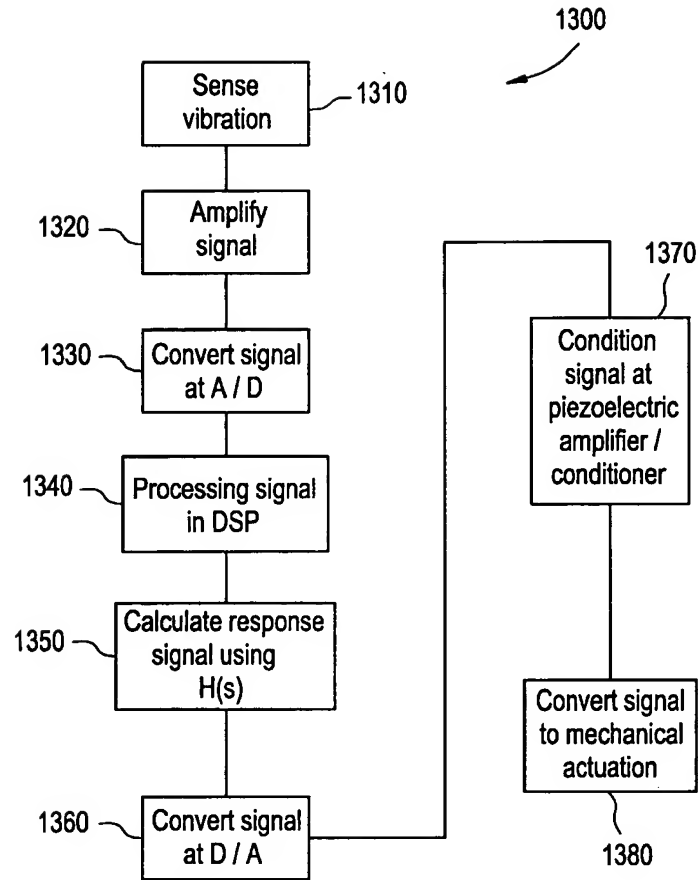 1300
Sense
vibration
1310
1320
Amplify
signal
1330
Convert signal
at A / D
1340
Processing signal
in DSP
1350
Calculate response
signal using
H(s)
1360
Convert signal
at D / A
1370
Condition
signal at
piezoelectric
amplifier /
conditioner
Convert signal
to mechanical
actuation
1380